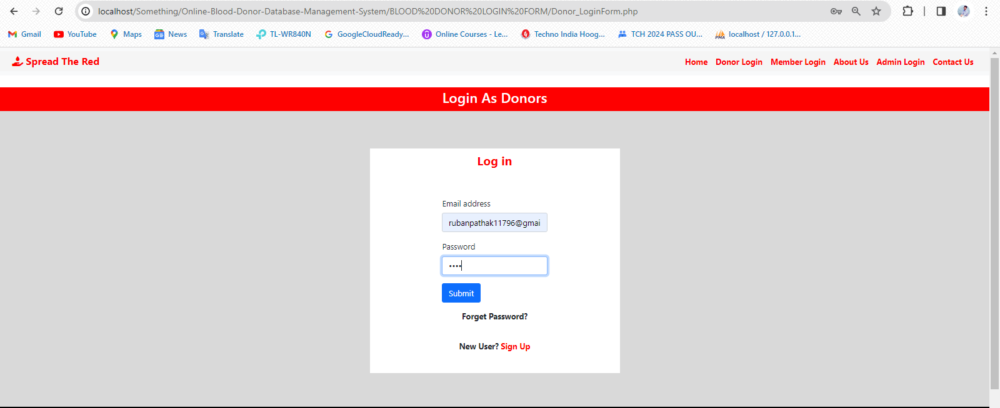 localhost/Something/Online-Blood-Donor-Database-Management-System/BLOOD%20DONOR%20LOGIN%20FORM/Donor_LoginForm.php
Gmail YouTube Maps News Translate TL-WR840N GoogleCloudReady... Online Courses - Le... Techno India Hoog... TCH 2024 PASS OU... PMA localhost / 127.0.0.1...
Spread The Red Home Donor Login Member Login About Us Admin Login Contact Us
Login As Donors
Log in
Email address
rubanpathak11796@gmai
Password
••••
Submit
Forget Password?
New User? Sign Up